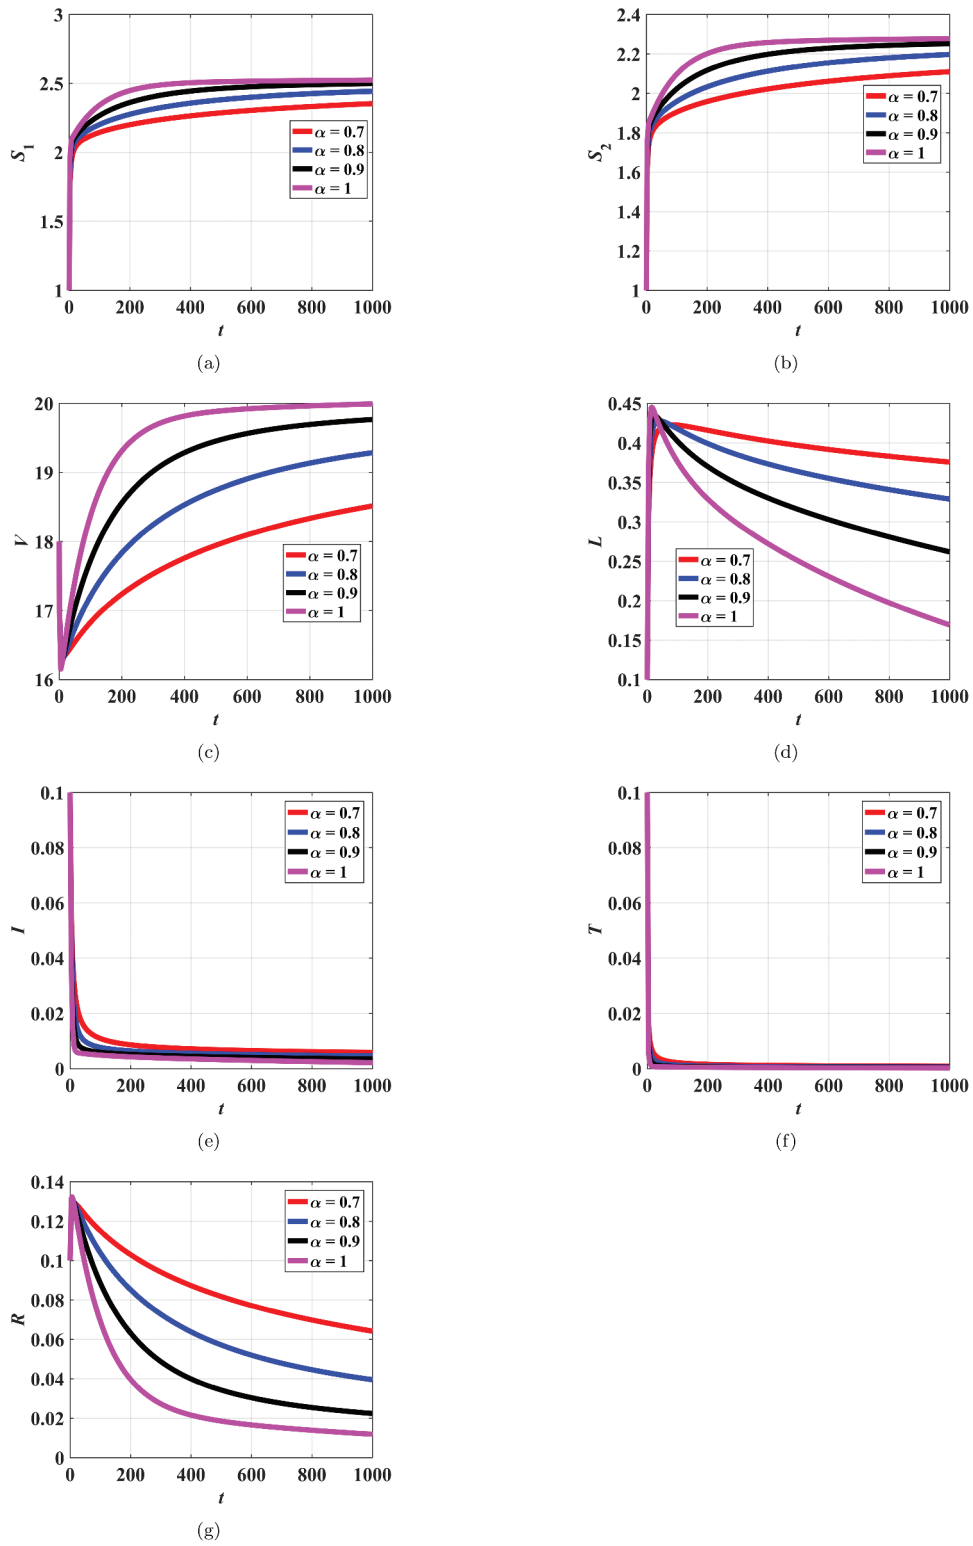 3
2.5
2
1.5
1
S1
α = 0.7
α = 0.8
α = 0.9
α = 1
0 200 400 600 800 1000
t
(a)
2.4
2.2
2
1.8
1.6
1.4
1.2
1
S2
α = 0.7
α = 0.8
α = 0.9
α = 1
0 200 400 600 800 1000
t
(b)
20
19
18
17
16
V
α = 0.7
α = 0.8
α = 0.9
α = 1
0 200 400 600 800 1000
t
(c)
0.45
0.4
0.35
0.3
0.25
0.2
0.15
0.1
L
α = 0.7
α = 0.8
α = 0.9
α = 1
0 200 400 600 800 1000
t
(d)
0.1
0.08
0.06
0.04
0.02
0
I
α = 0.7
α = 0.8
α = 0.9
α = 1
0 200 400 600 800 1000
t
(e)
0.1
0.08
0.06
0.04
0.02
0
T
α = 0.7
α = 0.8
α = 0.9
α = 1
0 200 400 600 800 1000
t
(f)
0.14
0.12
0.1
0.08
0.06
0.04
0.02
0
R
α = 0.7
α = 0.8
α = 0.9
α = 1
0 200 400 600 800 1000
t
(g)